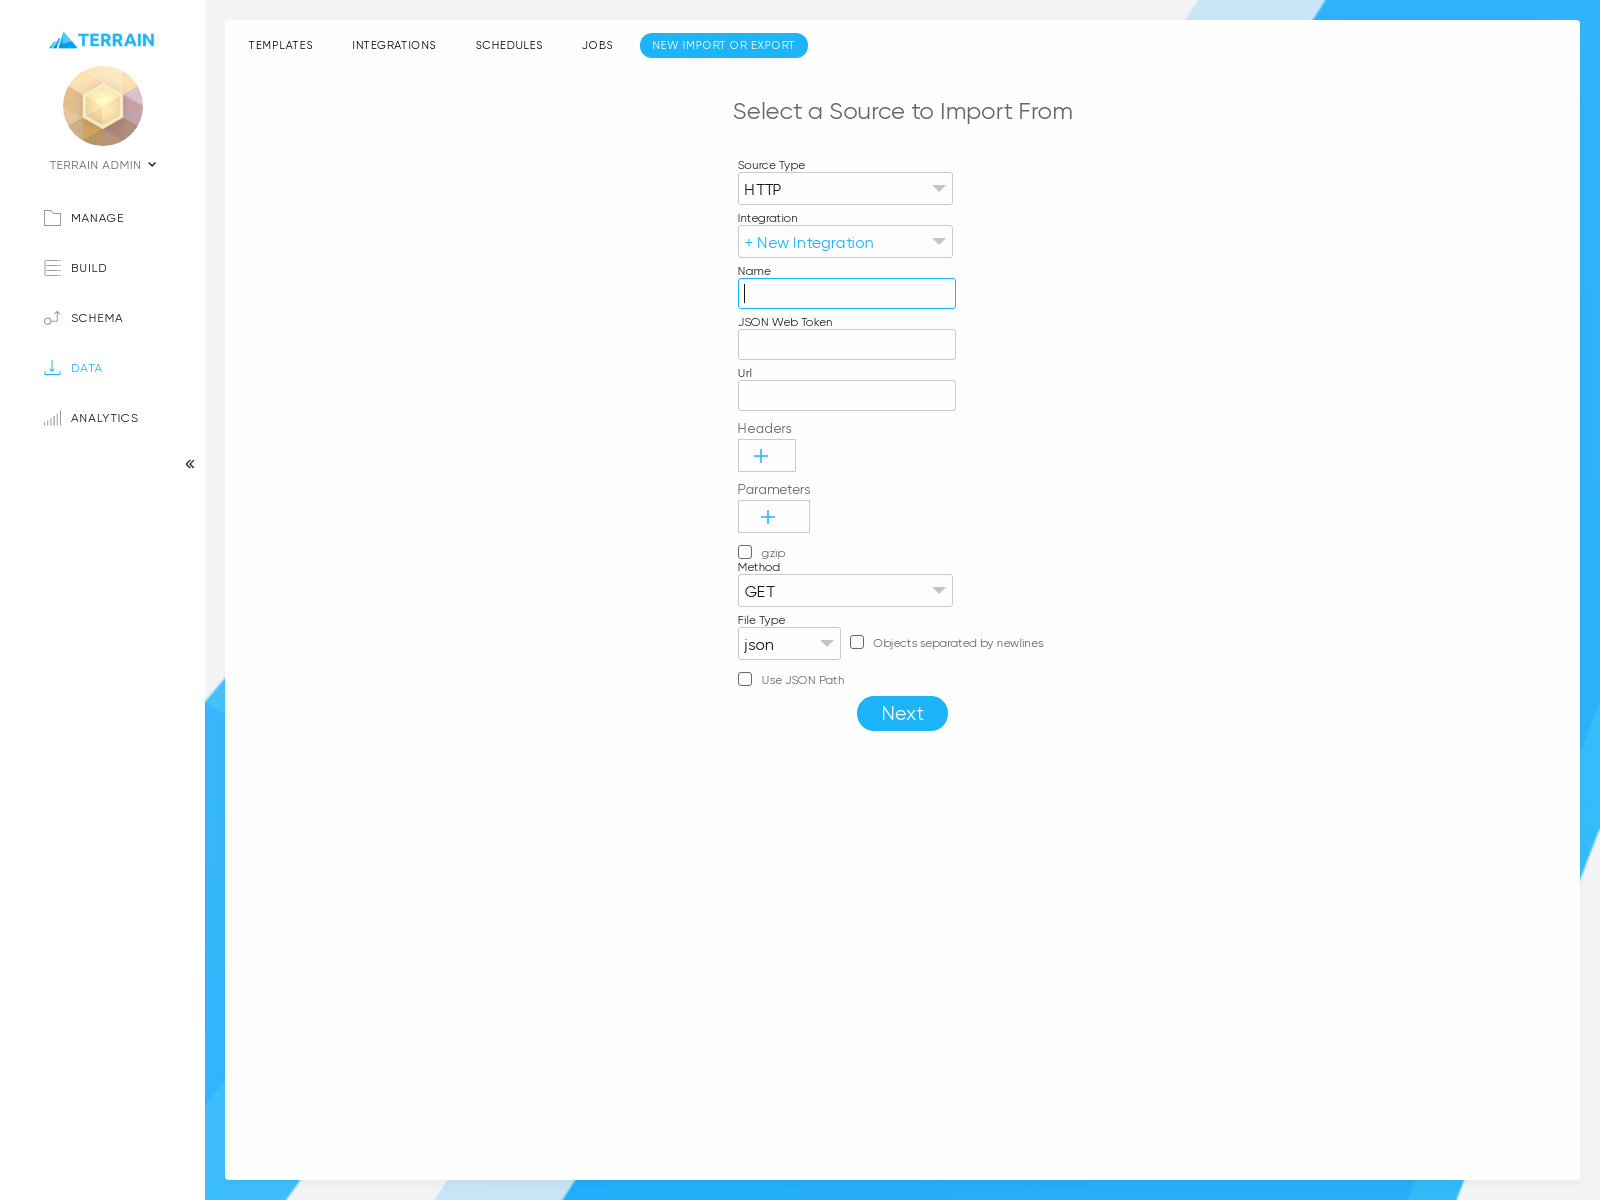 TERRAIN
TERRAIN ADMIN
MANAGE
BUILD
SCHEMA
DATA
ANALYTICS
TEMPLATES INTEGRATIONS SCHEDULES JOBS NEW IMPORT OR EXPORT
Select a Source to Import From
Source Type
HTTP
Integration
+ New Integration
Name
JSON Web Token
Url
Headers
Parameters
gzip
Method
GET
File Type
json Objects separated by newlines
Use JSON Path
Next